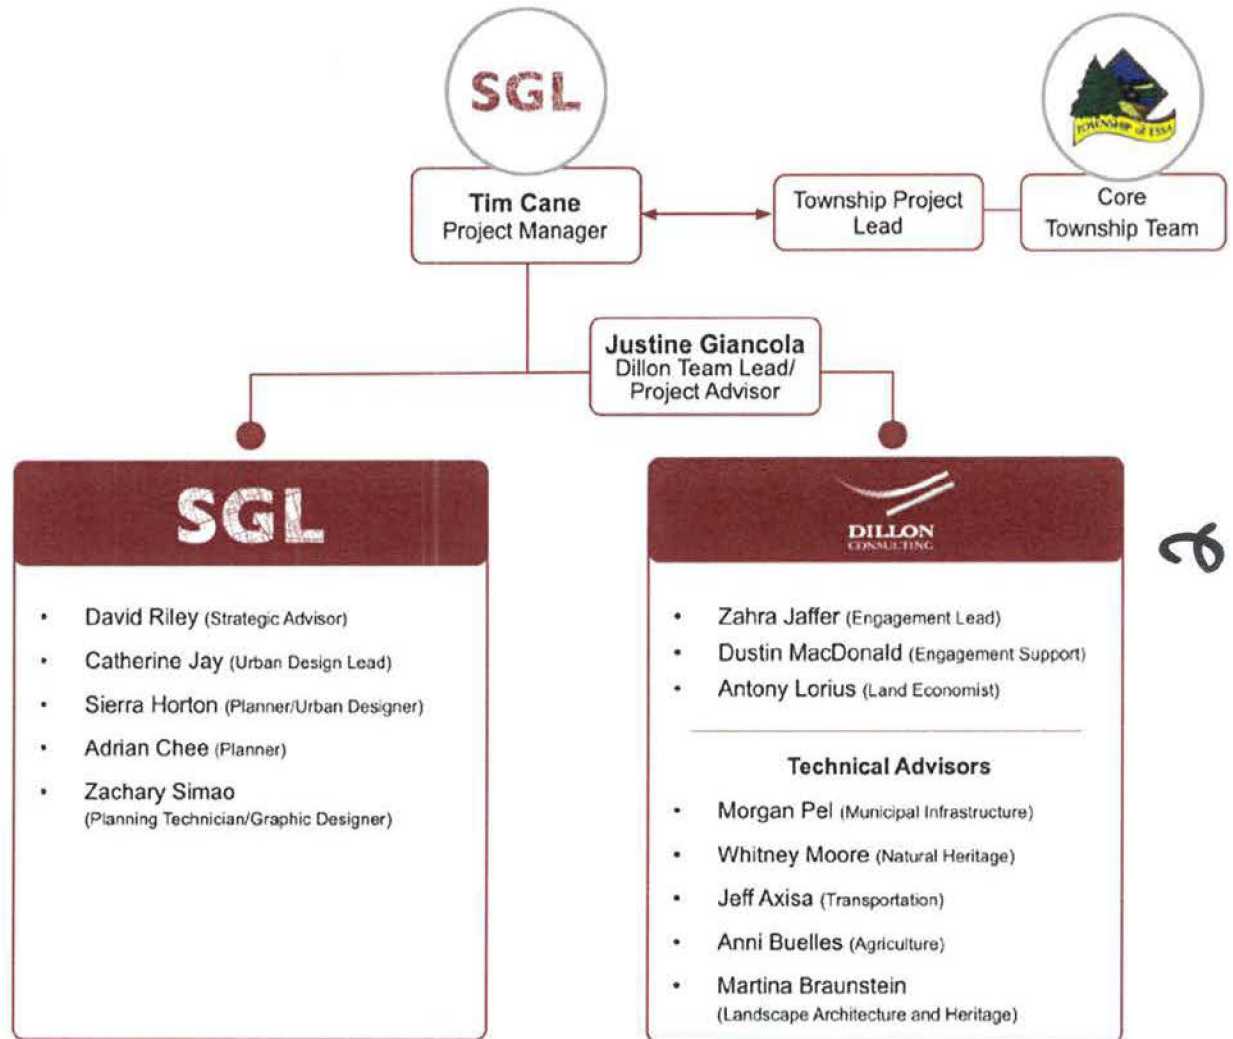 SGL
TOWNSHIP of ESSA
Tim Cane
Project Manager
Township Project
Lead
Core
Township Team
Justine Giancola
Dillon Team Lead/
Project Advisor
SGL
• David Riley (Strategic Advisor)
• Catherine Jay (Urban Design Lead)
• Sierra Horton (Planner/Urban Designer)
• Adrian Chee (Planner)
• Zachary Simao
(Planning Technician/Graphic Designer)
DILLON
CONSULTING
• Zahra Jaffer (Engagement Lead)
• Dustin MacDonald (Engagement Support)
• Antony Lorius (Land Economist)
Technical Advisors
• Morgan Pel (Municipal Infrastructure)
• Whitney Moore (Natural Heritage)
• Jeff Axisa (Transportation)
• Anni Buelles (Agriculture)
• Martina Braunstein
(Landscape Architecture and Heritage)